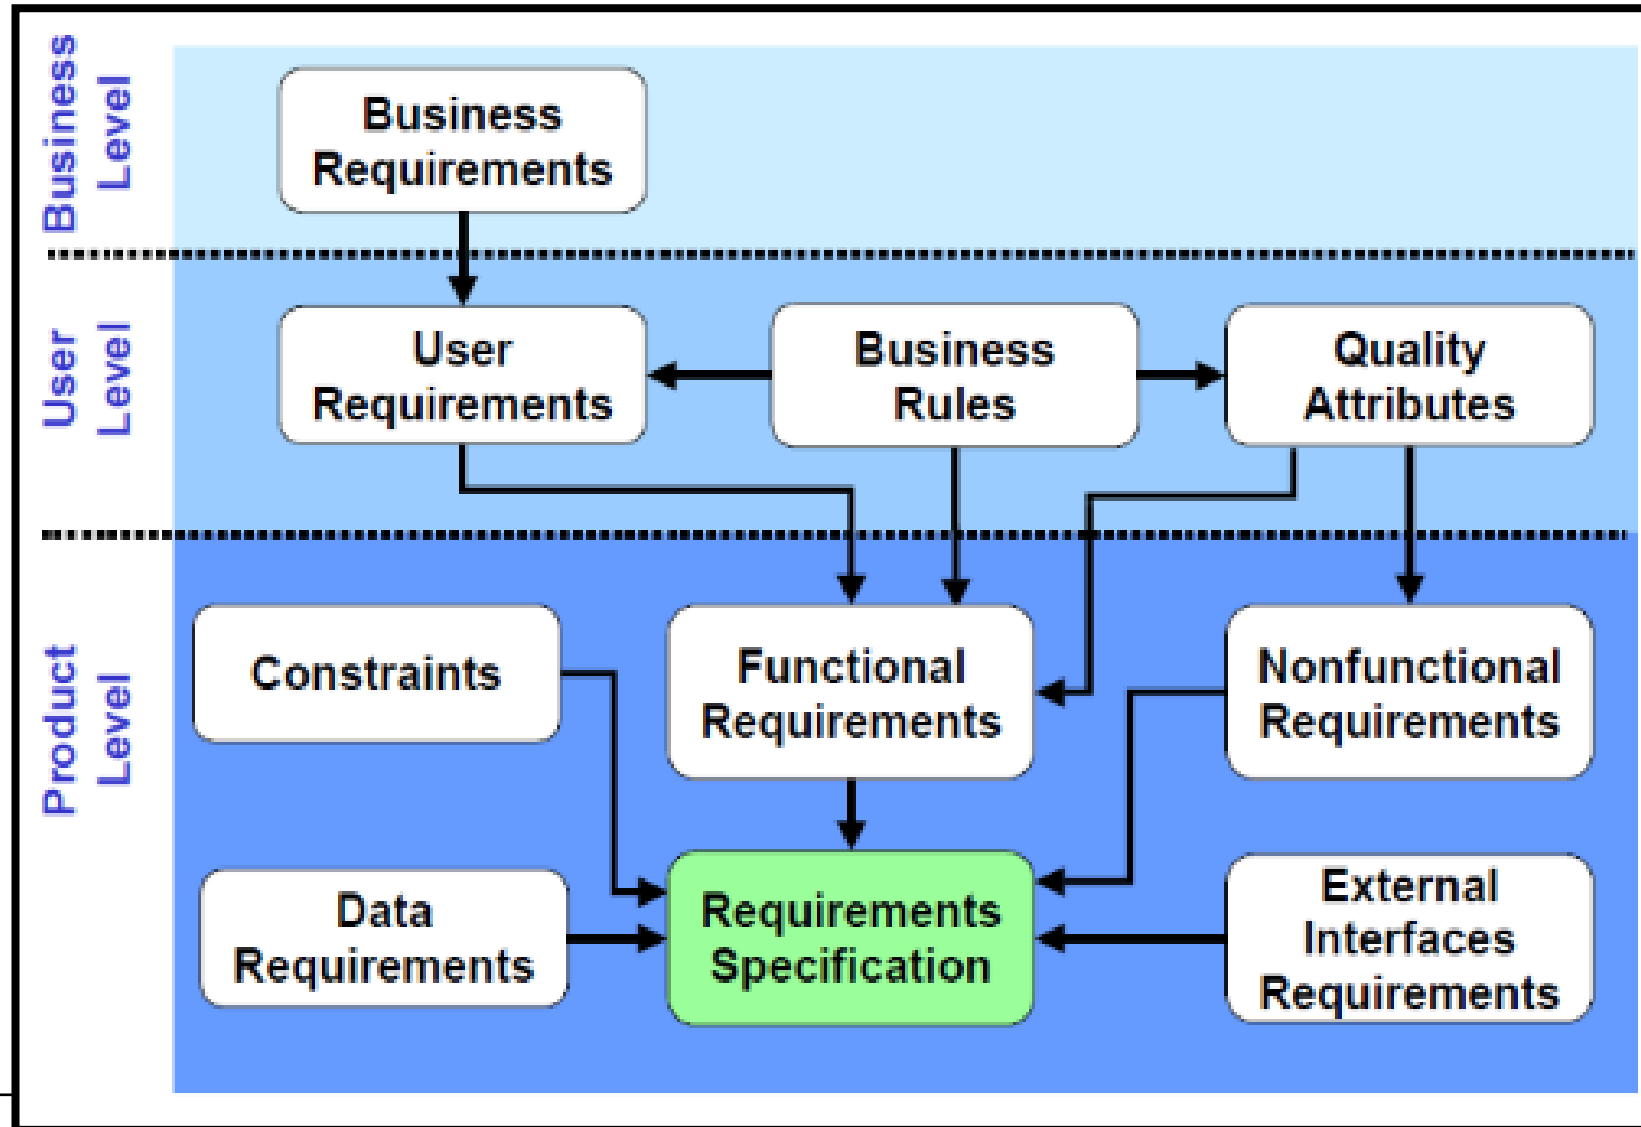 Business
Level
Business
Requirements
User
Level
User
Requirements
Business
Rules
Quality
Attributes
Product
Level
Constraints
Functional
Requirements
Nonfunctional
Requirements
Data
Requirements
Requirements
Specification
External
Interfaces
Requirements